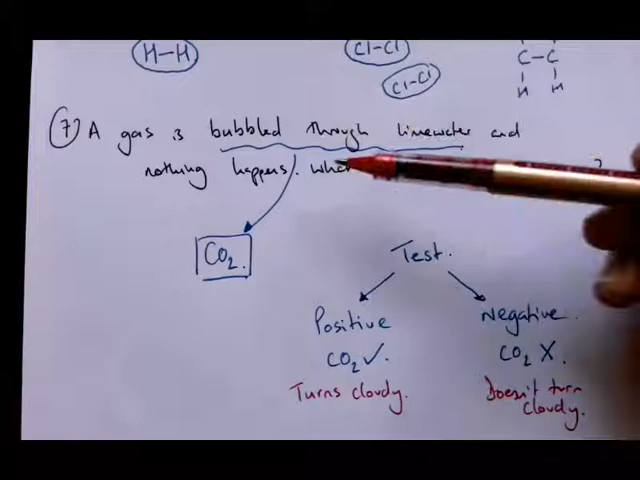 H-H Cl-Cl
Cl-Cl
C-C
H H
7 A gas is bubbled through limewater and
nothing happens. What ?
CO2.
Test.
Positive Negative.
CO2 ✓. CO2 X.
Turns cloudy. Doesn't turn
cloudy.